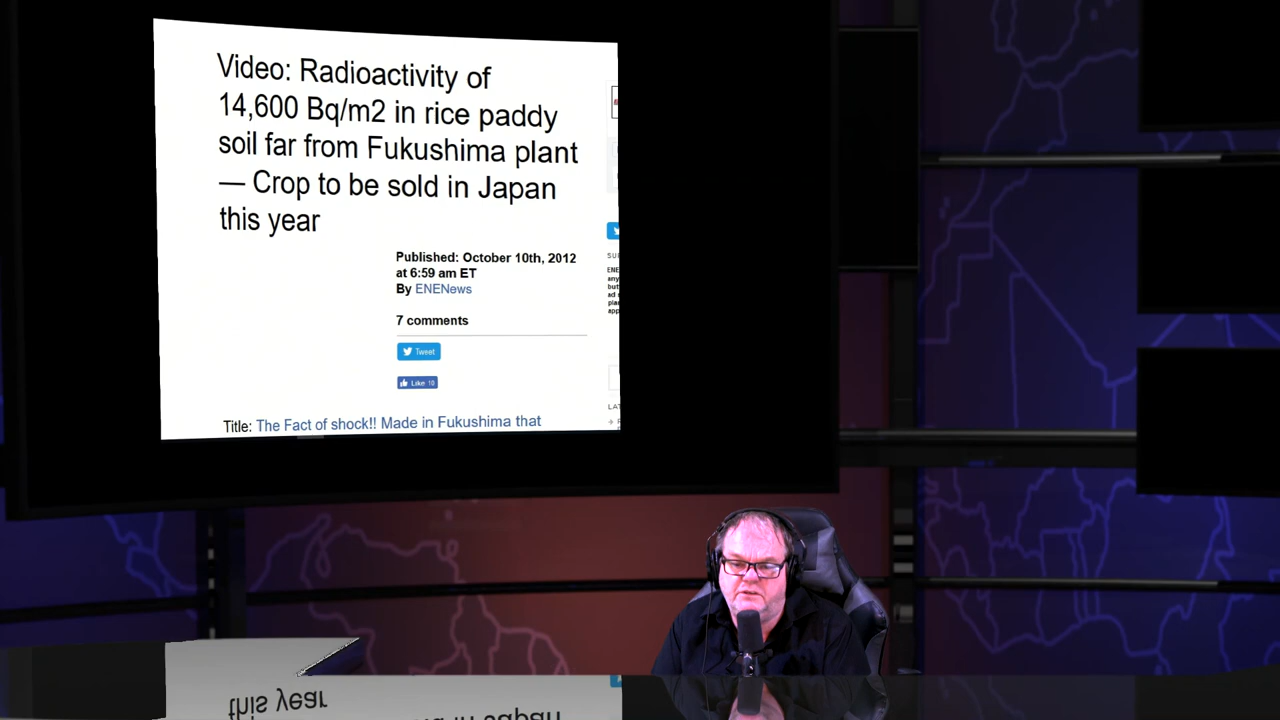 Video: Radioactivity of
14,600 Bq/m2 in rice paddy
soil far from Fukushima plant
— Crop to be sold in Japan
this year
Published: October 10th, 2012
at 6:59 am ET
By ENENews
7 comments
Tweet
Like 10
Title: The Fact of shock!! Made in Fukushima that
this year